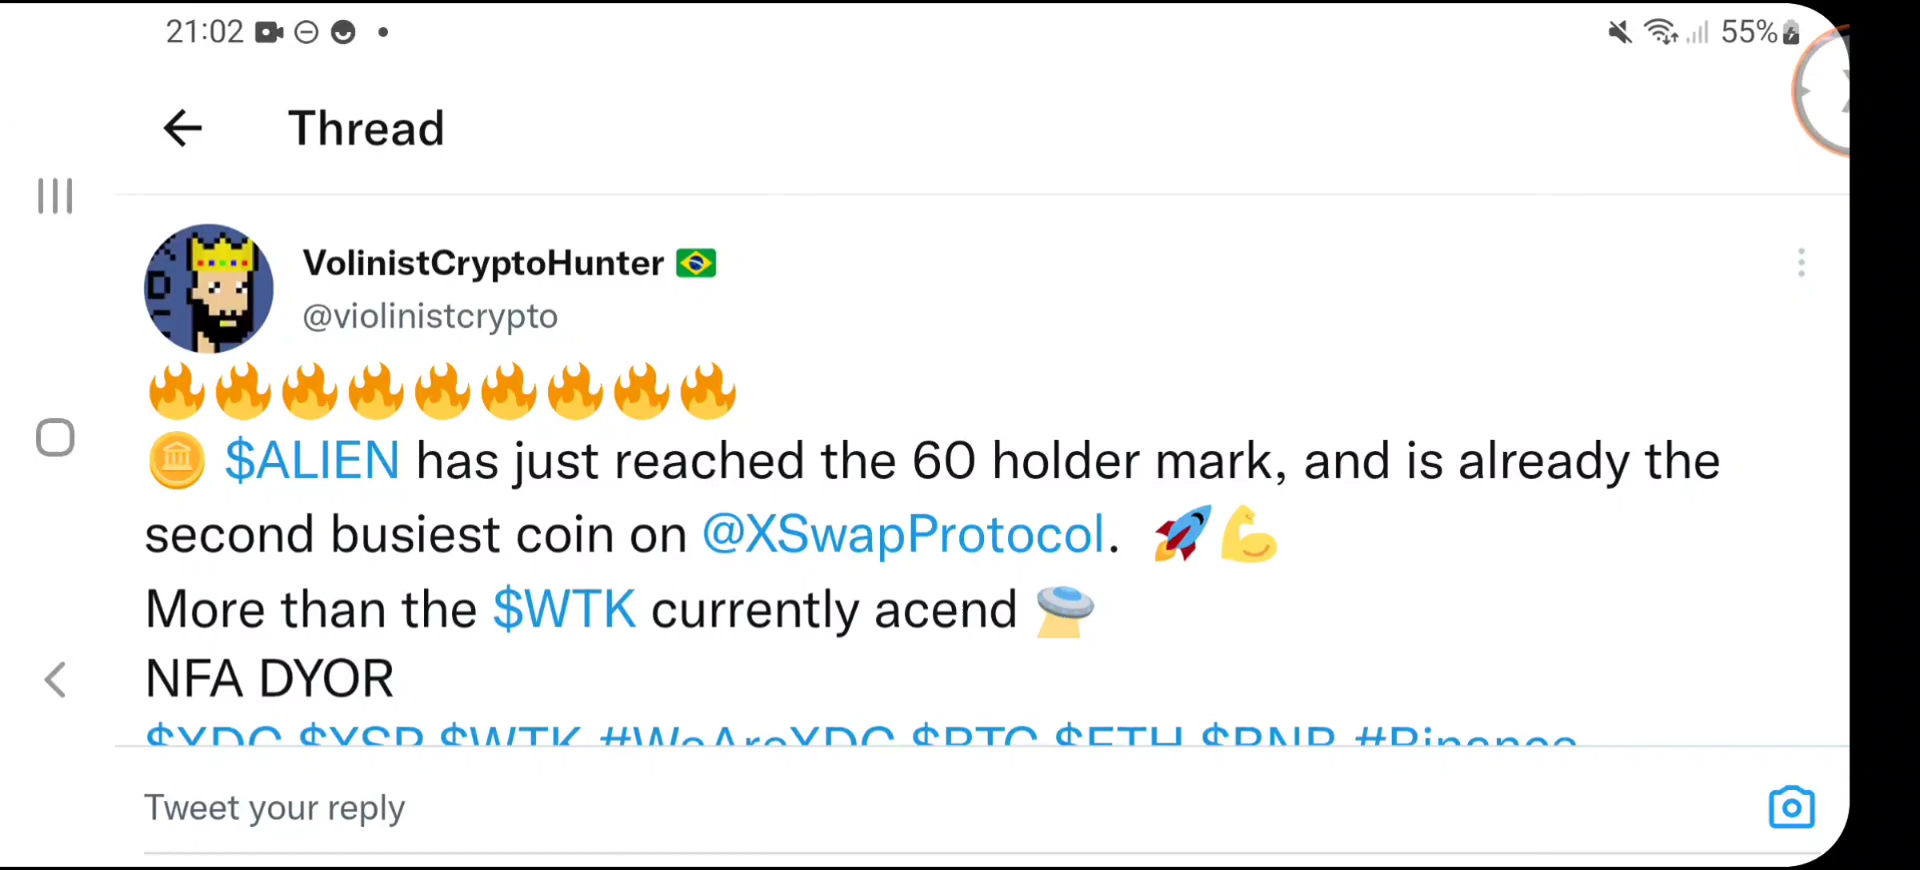 21:02 55%
Thread
VolinistCryptoHunter 🇧🇷
@violinistcrypto
🔥🔥🔥🔥🔥🔥🔥🔥🔥
🪙 $ALIEN has just reached the 60 holder mark, and is already the
second busiest coin on @XSwapProtocol. 🚀💪
More than the $WTK currently acend 🛸
NFA DYOR
$XDC $XSP $WTK #WeAreXDC $BTC $ETH $BNB #Binance
Tweet your reply